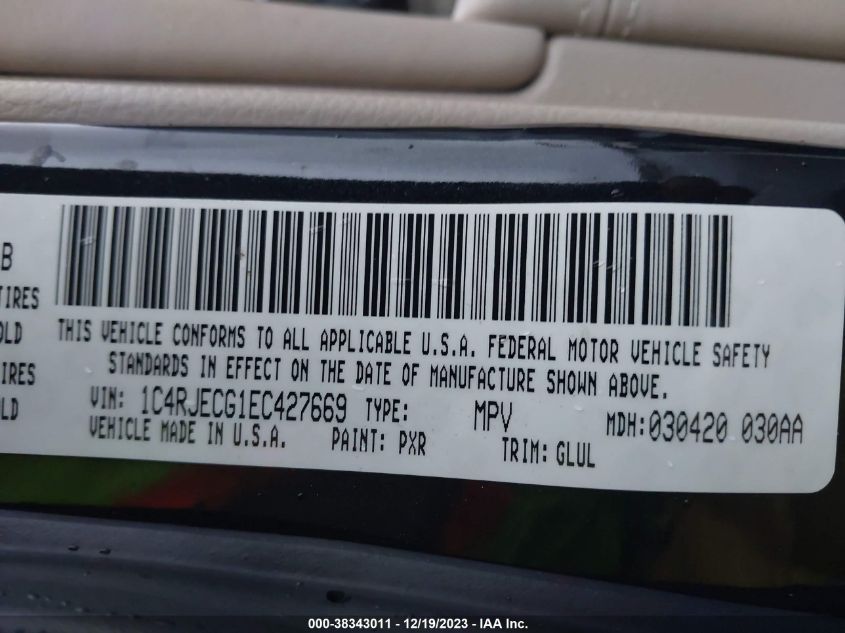 B
TIRES
OLD
IRES
LD
THIS VEHICLE CONFORMS TO ALL APPLICABLE U.S.A. FEDERAL MOTOR VEHICLE SAFETY
STANDARDS IN EFFECT ON THE DATE OF MANUFACTURE SHOWN ABOVE.
VIN: 1C4RJECG1EC427669 TYPE: MPV MDH:030420 030AA
VEHICLE MADE IN U.S.A. PAINT: PXR TRIM: GLUL
000-38343011 - 12/19/2023 - IAA Inc.